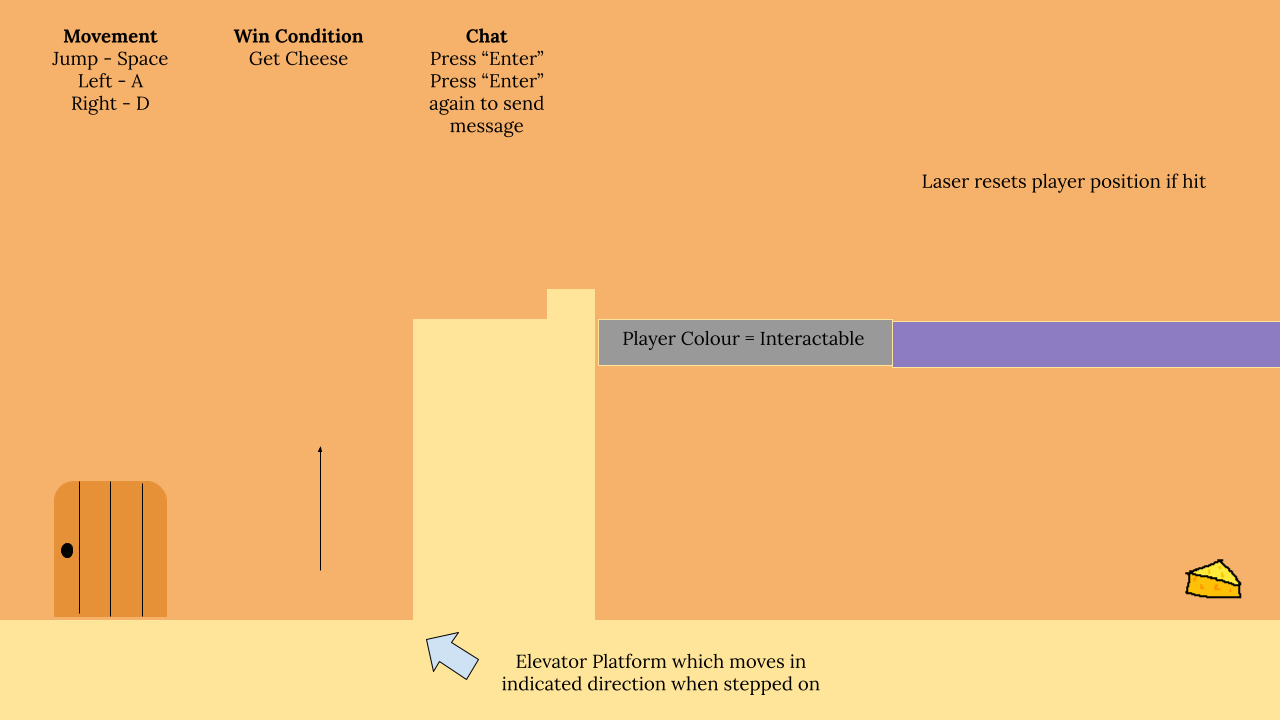 Movement
Jump - Space
Left - A
Right - D
Win Condition
Get Cheese
Chat
Press “Enter”
Press “Enter”
again to send
message
Laser resets player position if hit
Player Colour = Interactable
Elevator Platform which moves in
indicated direction when stepped on